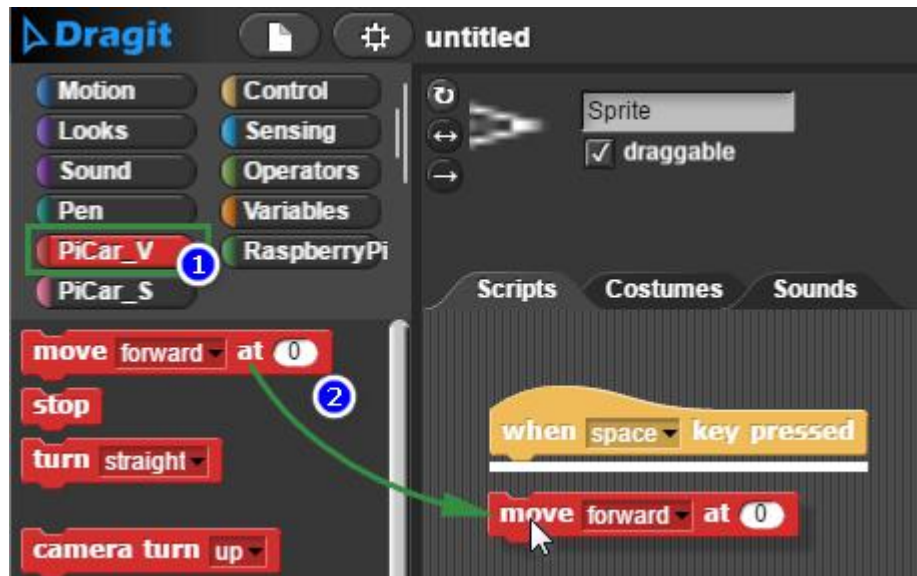 Dragit
untitled
Motion
Control
Looks
Sensing
Sound
Operators
Pen
Variables
PiCar_V
RaspberryPi
PiCar_S
1
Sprite
draggable
Scripts
Costumes
Sounds
move forward at 0
stop
turn straight
camera turn up
2
when space key pressed
move forward at 0